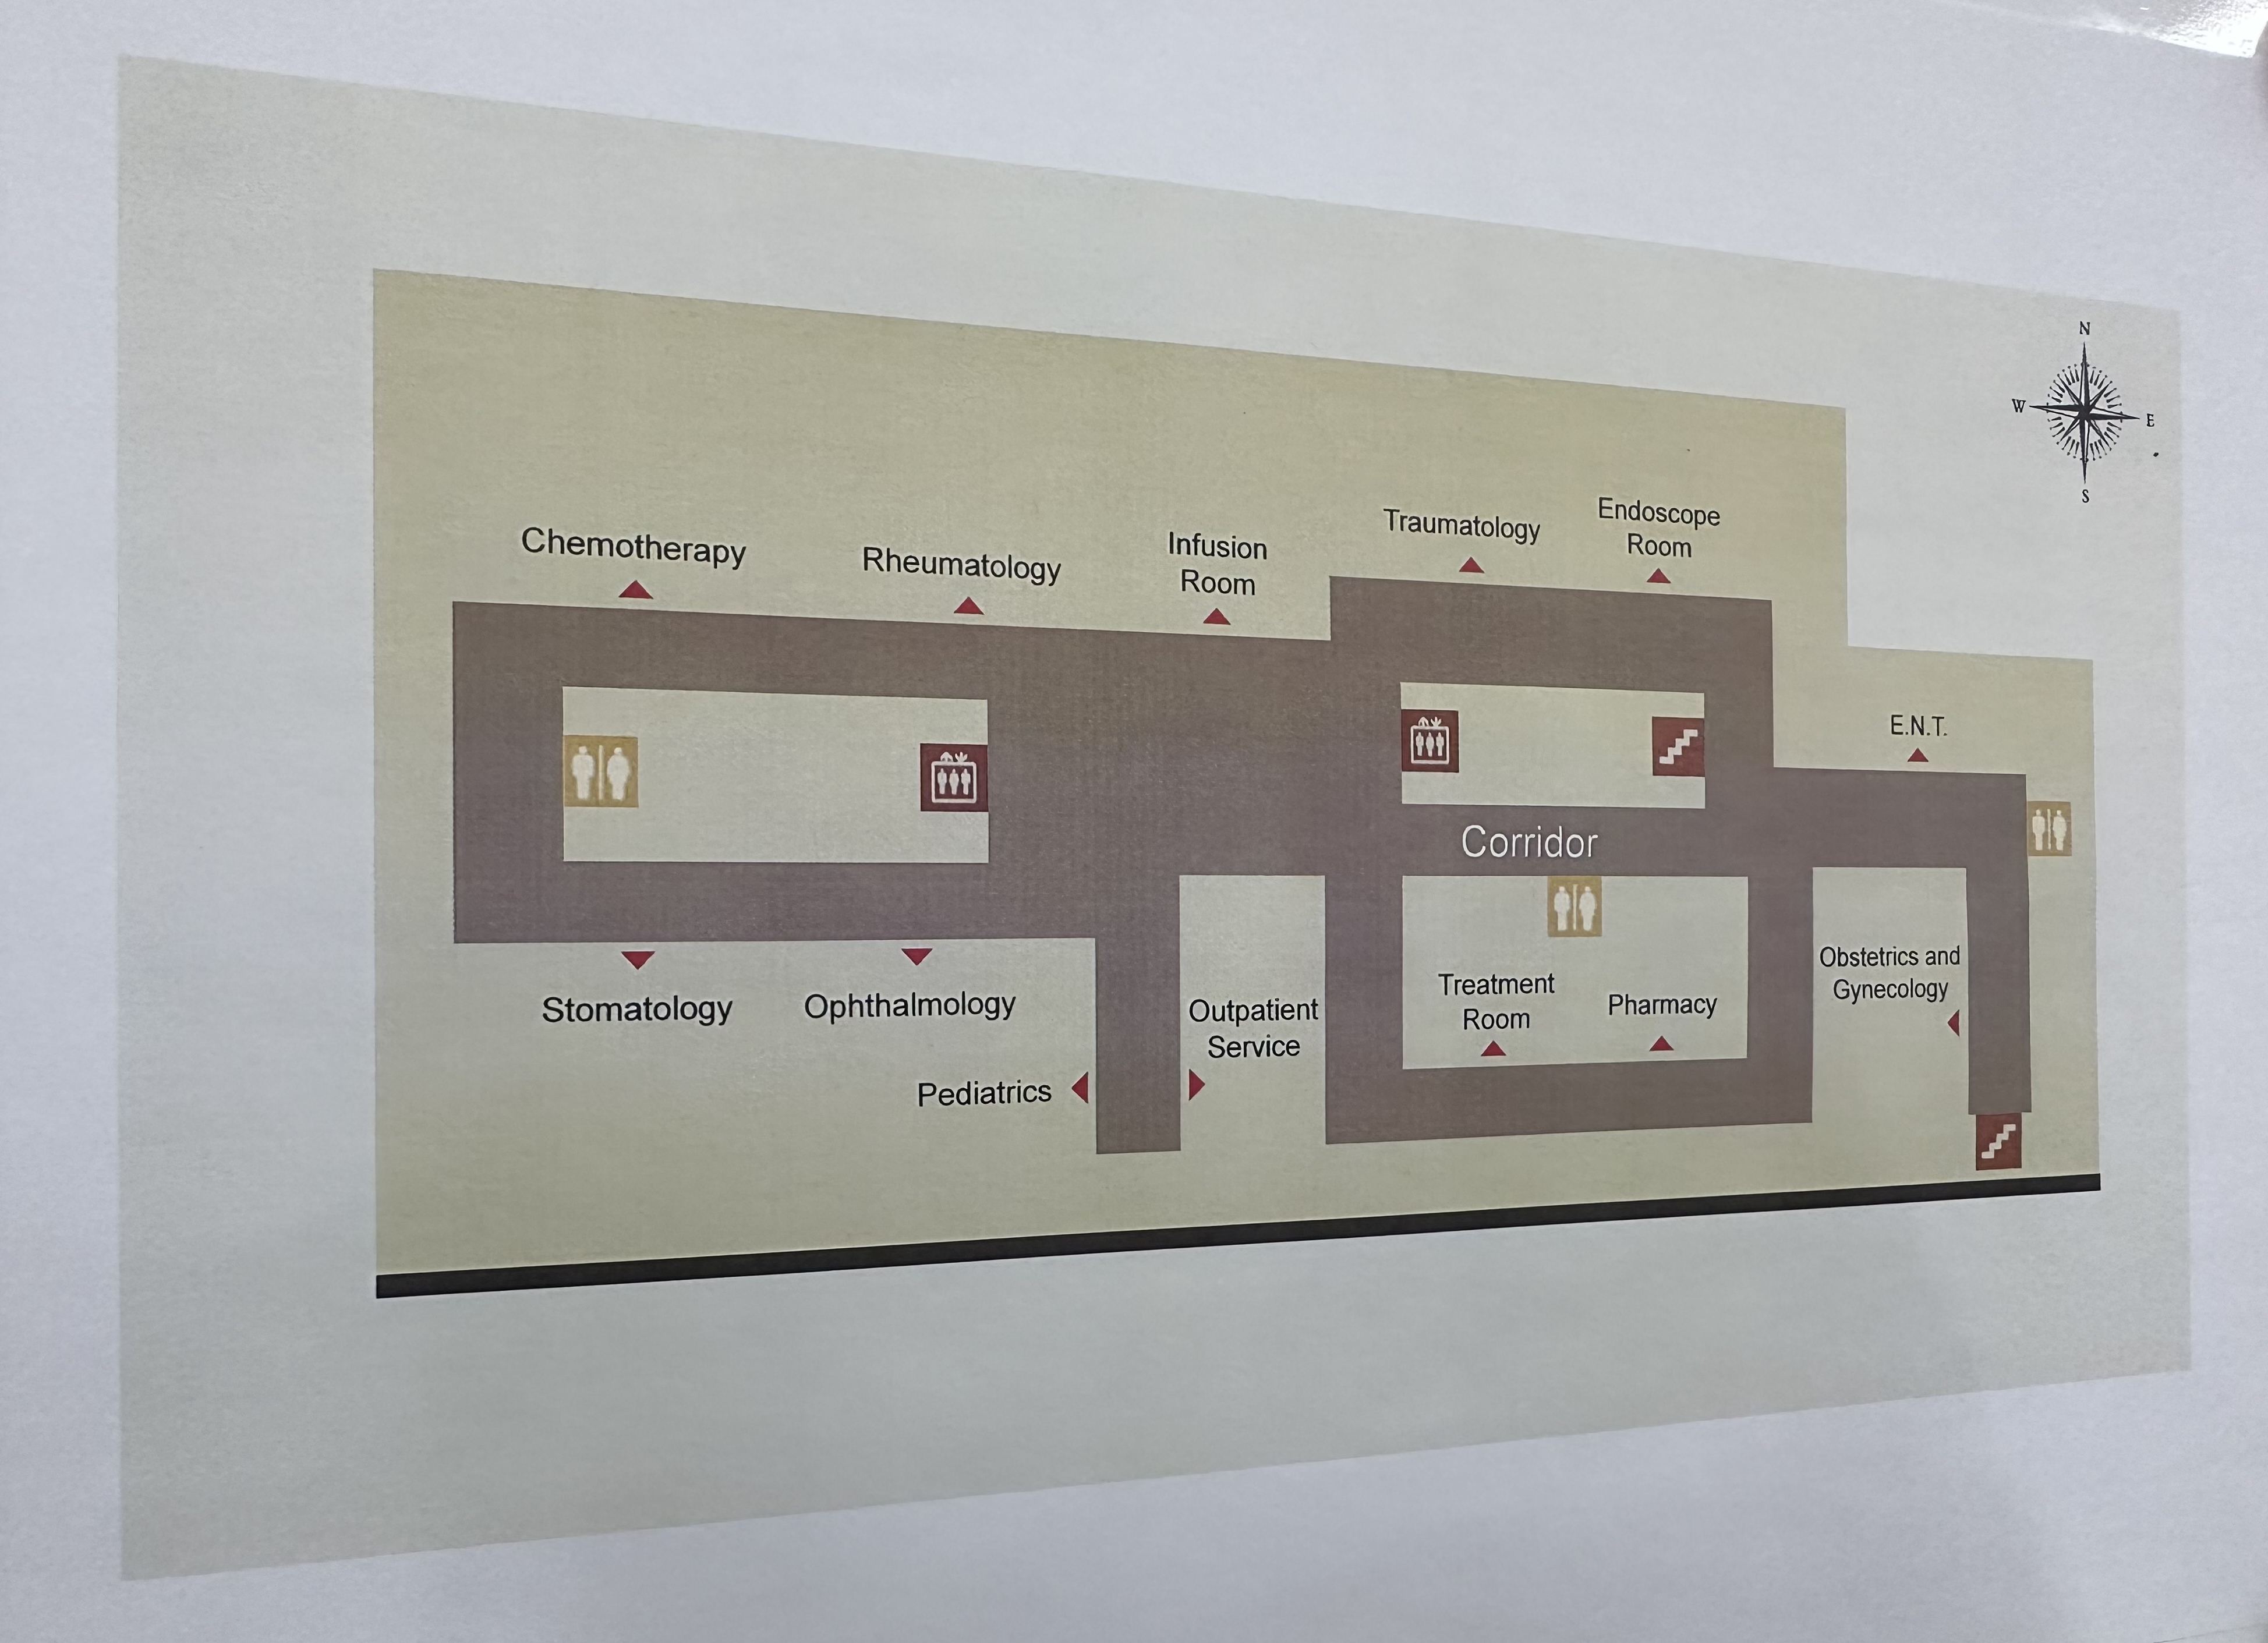 N
W
E
S
Chemotherapy
Rheumatology
Infusion
Room
Traumatology
Endoscope
Room
E.N.T.
Corridor
Stomatology
Ophthalmology
Pediatrics
Outpatient
Service
Treatment
Room
Pharmacy
Obstetrics and
Gynecology